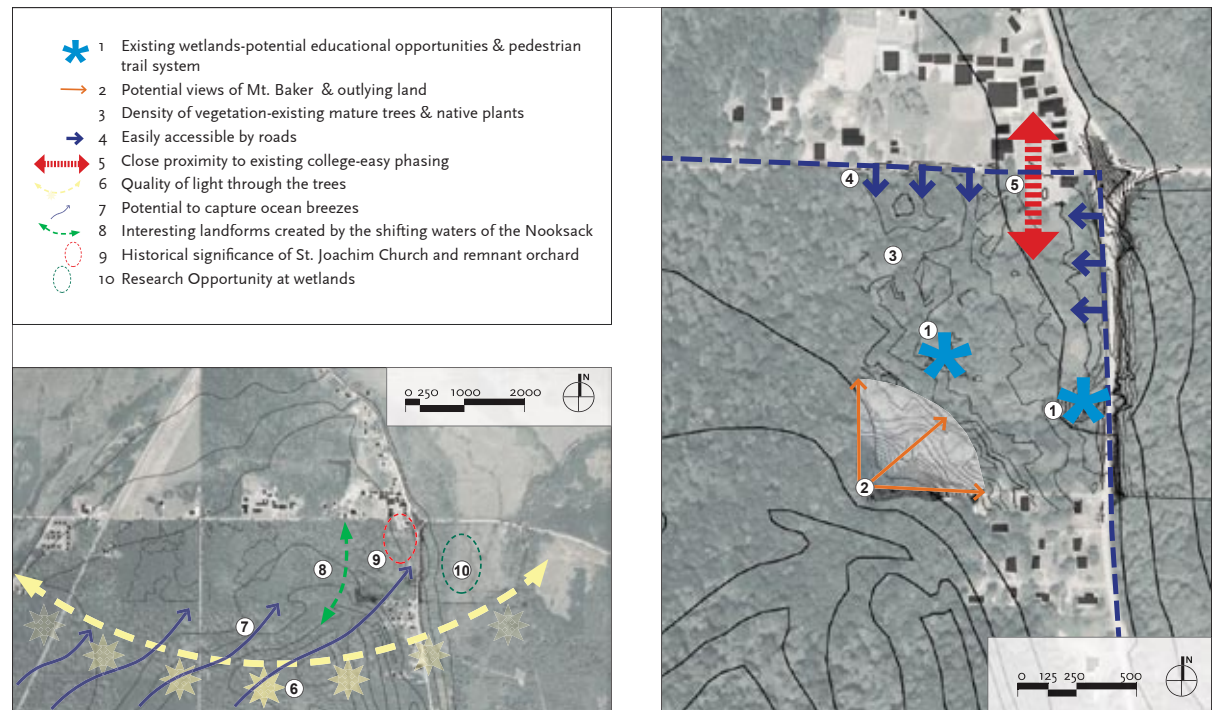 1 Existing wetlands-potential educational opportunities & pedestrian
trail system
2 Potential views of Mt. Baker & outlying land
3 Density of vegetation-existing mature trees & native plants
4 Easily accessible by roads
5 Close proximity to existing college-easy phasing
6 Quality of light through the trees
7 Potential to capture ocean breezes
8 Interesting landforms created by the shifting waters of the Nooksack
9 Historical significance of St. Joachim Church and remnant orchard
10 Research Opportunity at wetlands
0 250 1000 2000
N
8
9
10
7
6
4
5
3
1
1
2
0 125 250 500
N